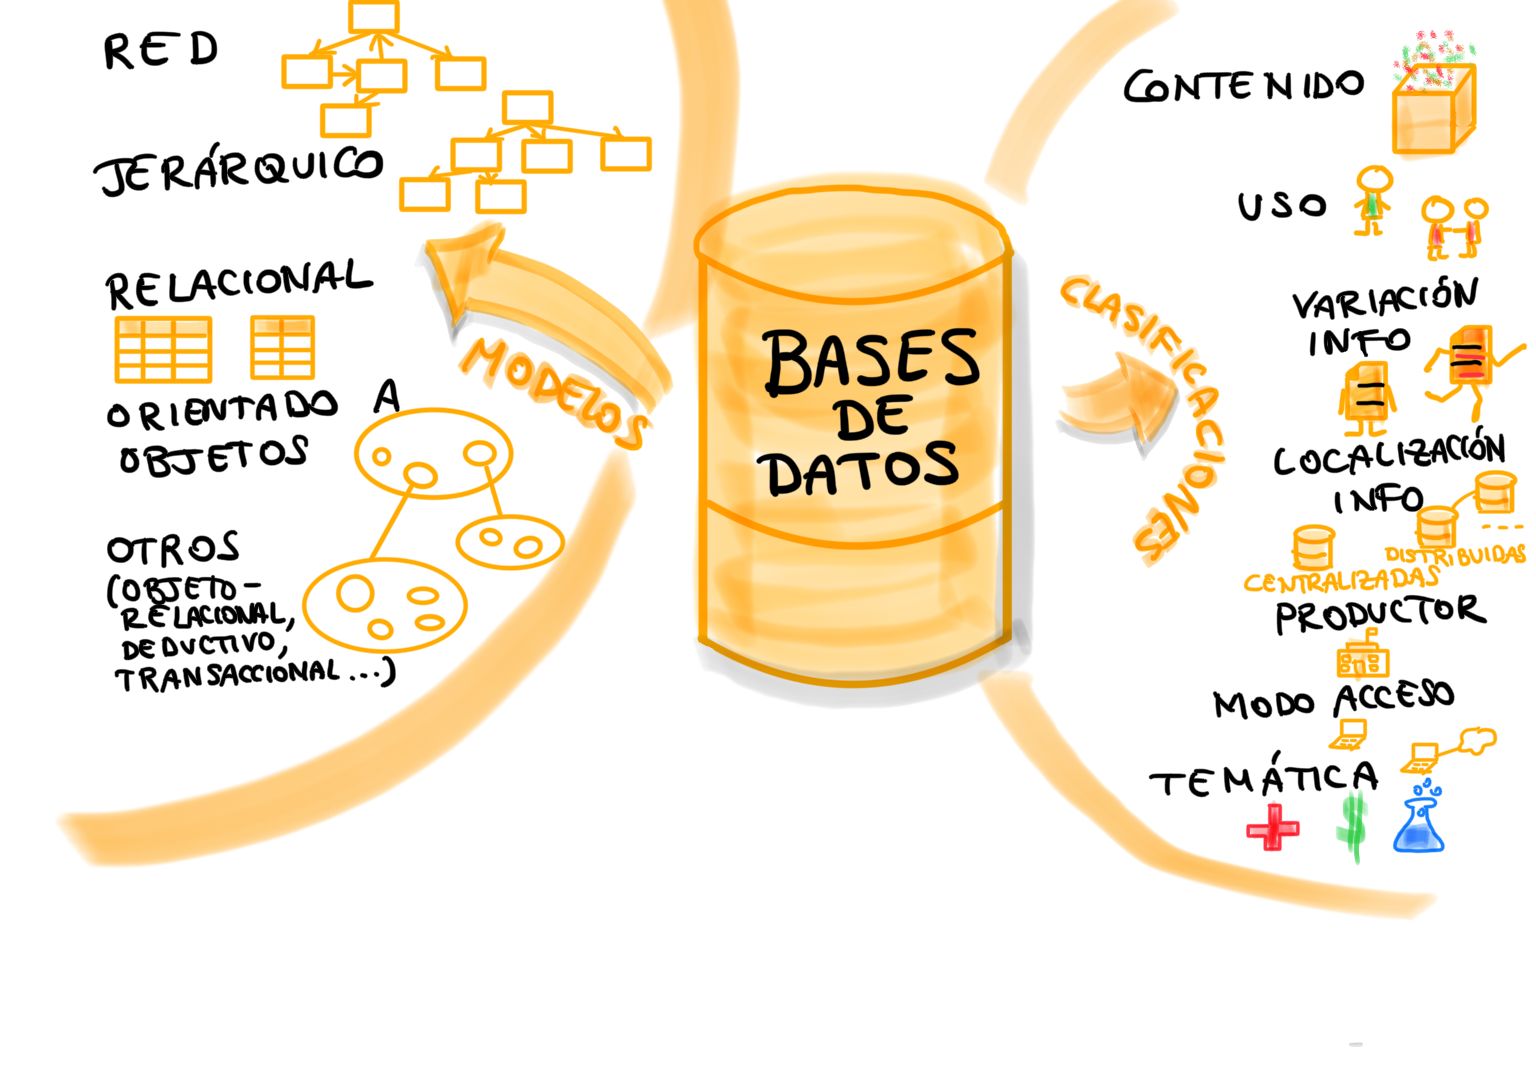 RED
JERÁRQUICO
RELACIONAL
ORIENTADO A
OBJETOS
OTROS
(OBJETO-
RELACIONAL,
DEDUCTIVO,
TRANSACCIONAL...)
MODELOS
BASES
DE
DATOS
CLASIFICACIONES
CONTENIDO
USO
VARIACIÓN
INFO
LOCALIZACIÓN
INFO
CENTRALIZADAS
DISTRIBUIDAS
PRODUCTOR
MODO ACCESO
TEMÁTICA
$